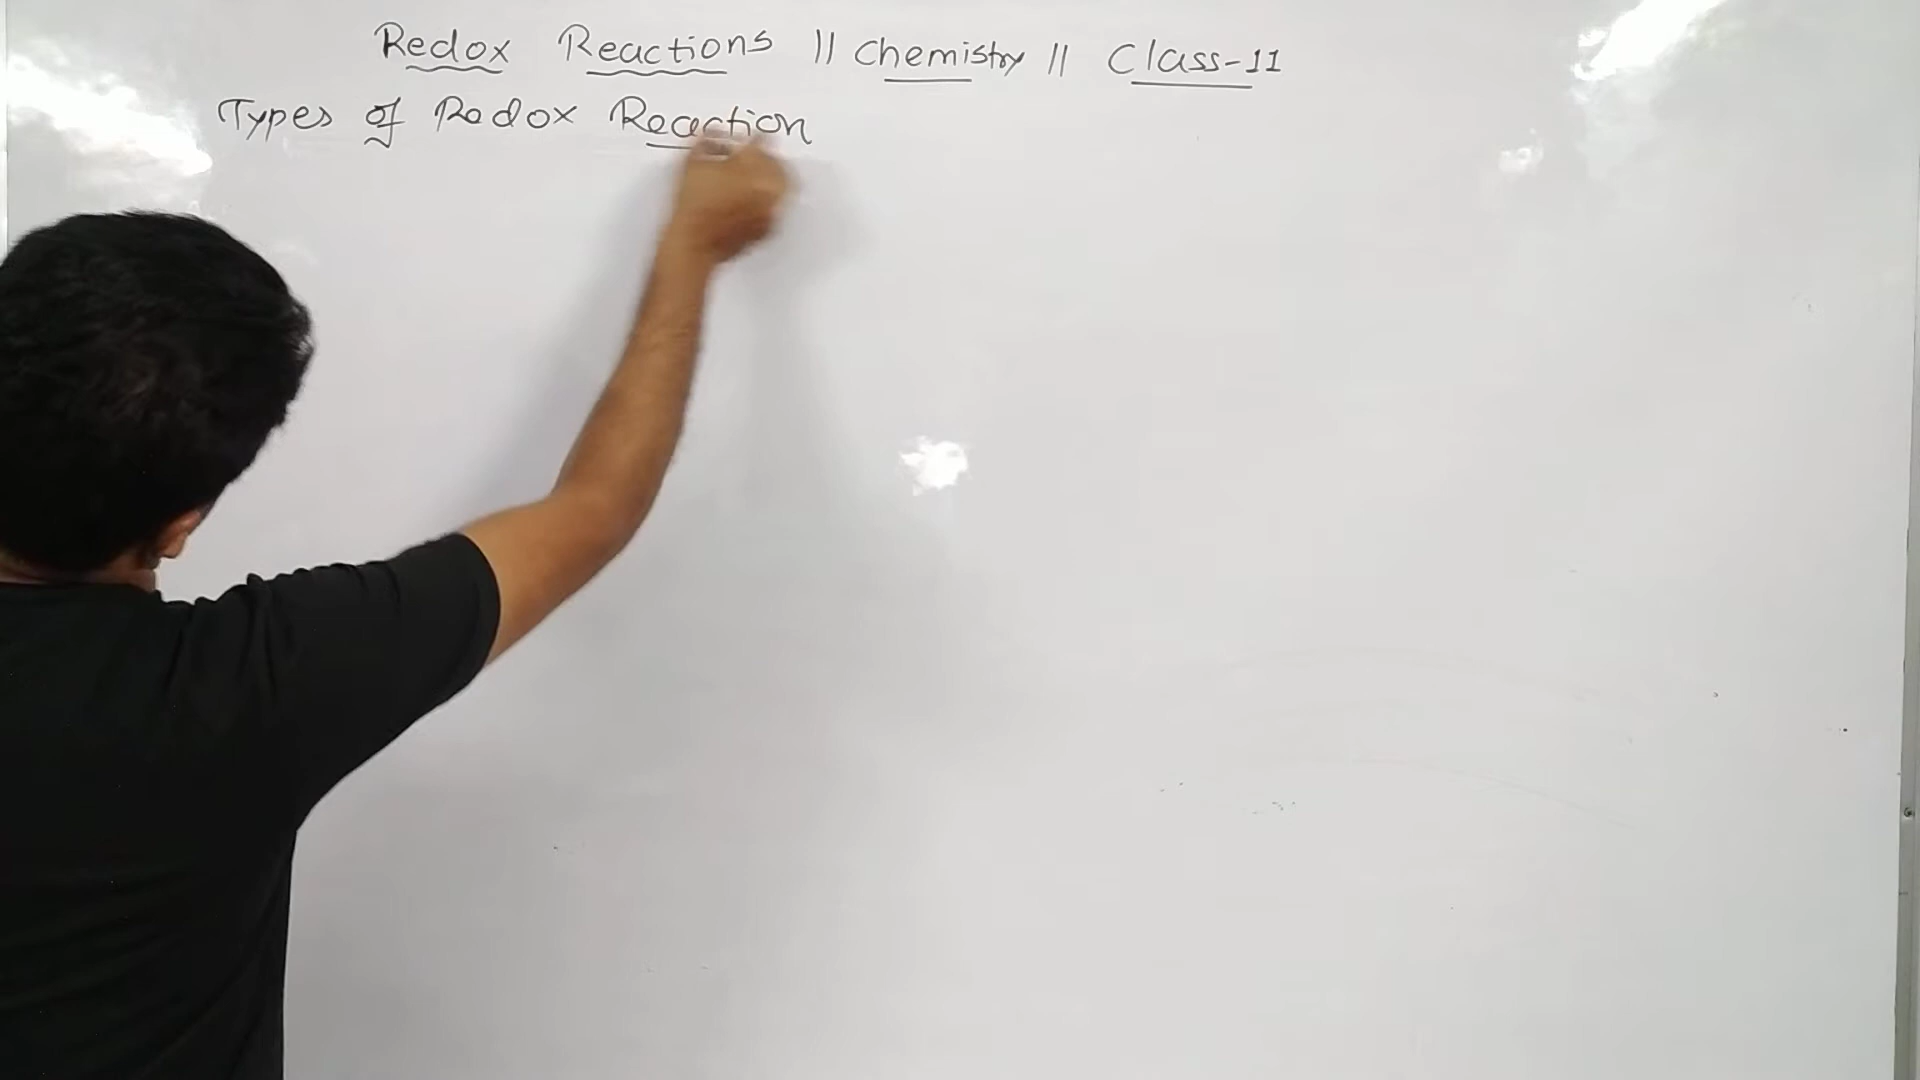 Redox Reactions || Chemistry || Class-11
Types of Redox Reaction